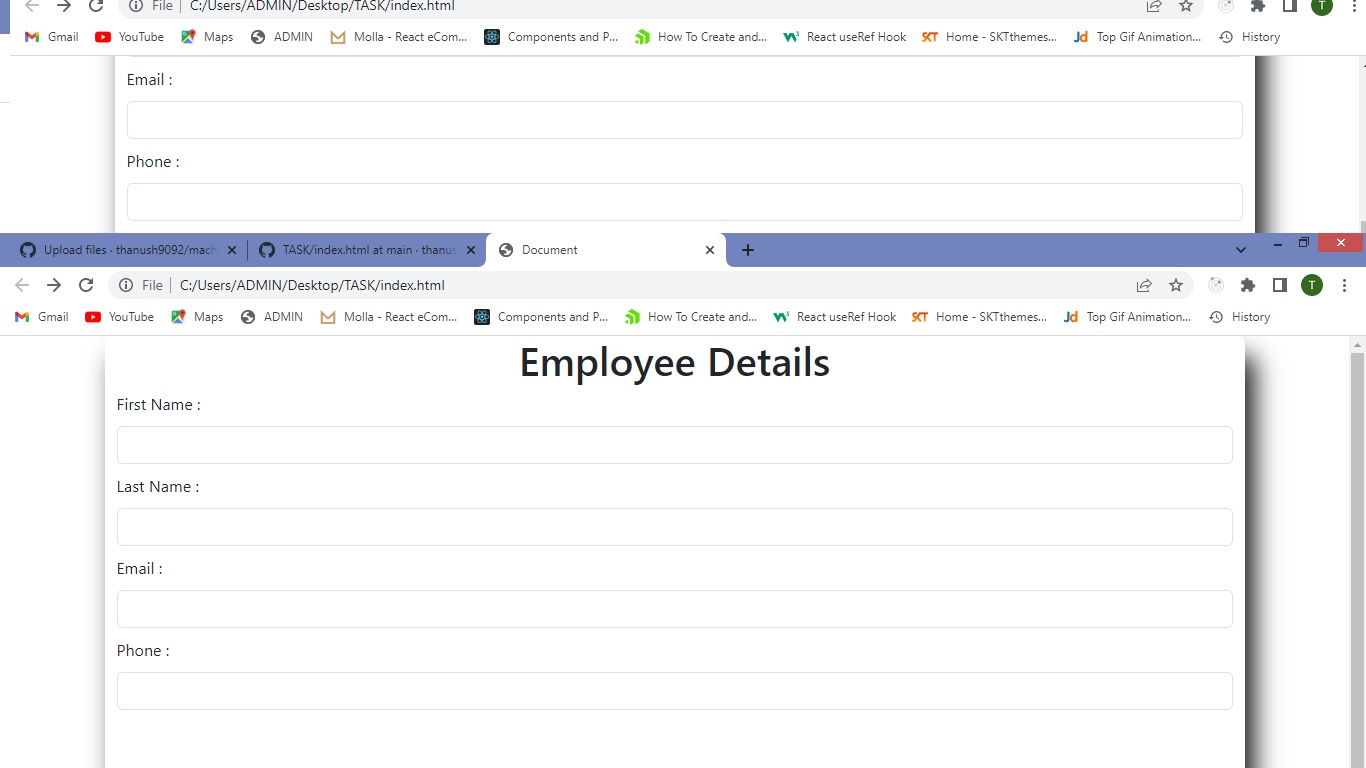 File | C:/Users/ADMIN/Desktop/TASK/index.html T
Gmail YouTube Maps ADMIN Molla - React eCom... Components and P... How To Create and... React useRef Hook SKT Home - SKTthemes... Jd Top Gif Animation... History
Email :
Phone :
Upload files · thanush9092/mach TASK/index.html at main · thanus Document
File | C:/Users/ADMIN/Desktop/TASK/index.html T
Gmail YouTube Maps ADMIN Molla - React eCom... Components and P... How To Create and... React useRef Hook SKT Home - SKTthemes... Jd Top Gif Animation... History
Employee Details
First Name :
Last Name :
Email :
Phone :